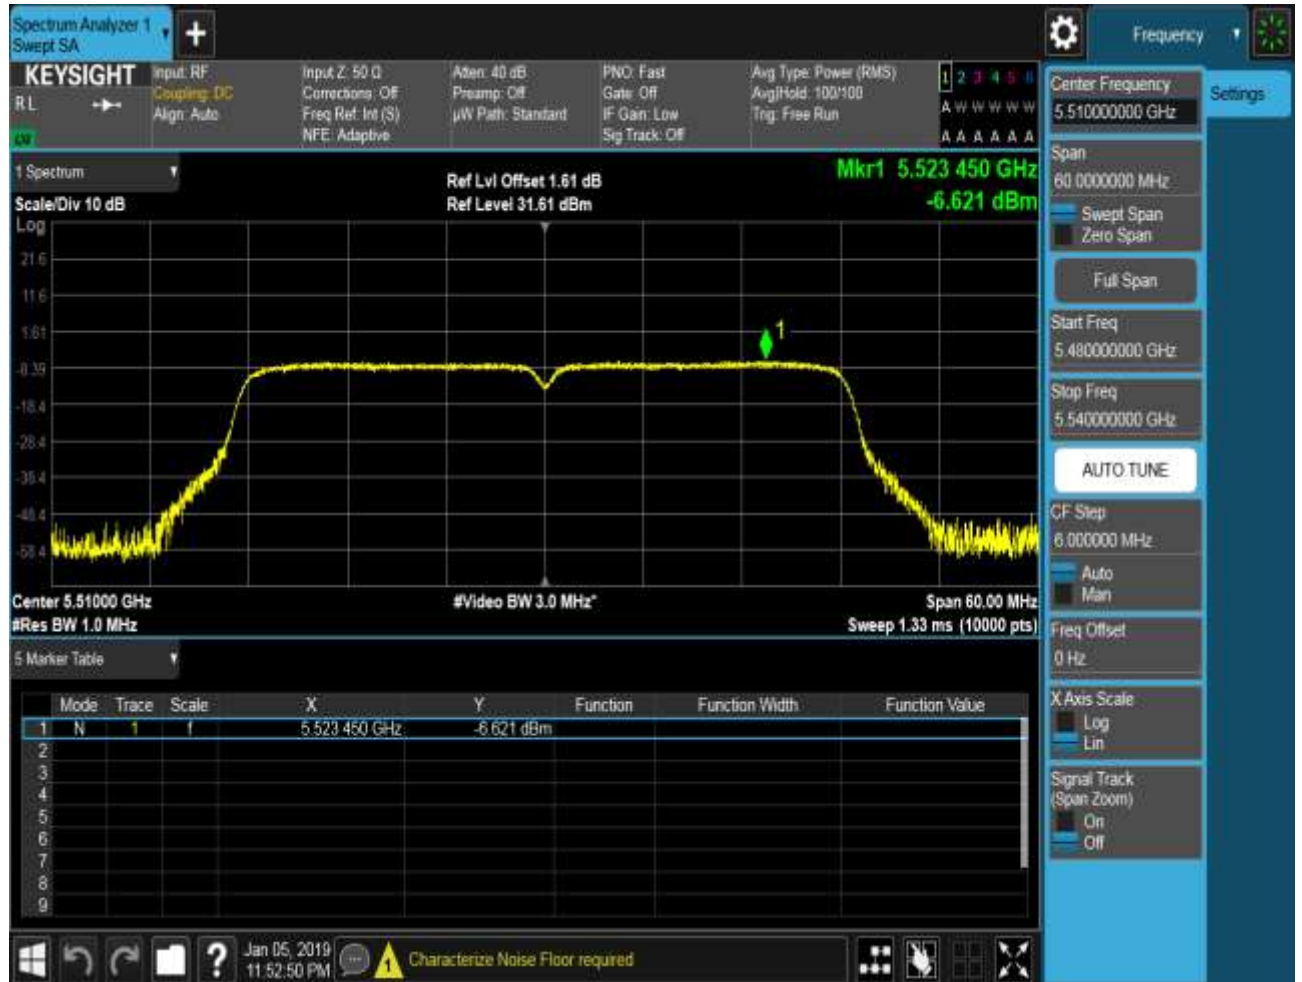 Spectrum Analyzer 1
Swept SA
Frequency
KEYSIGHT
Input: RF
Coupling: DC
Align: Auto
Input Z: 50 Ω
Corrections: Off
Freq Ref: Int (S)
NFE: Adaptive
Atten: 40 dB
Preamp: Off
µW Path: Standard
PNO: Fast
Gate: Off
IF Gain: Low
Sig Track: Off
Avg Type: Power (RMS)
Avg|Hold: 100/100
Trig: Free Run
1 2 3 4 5 6
A W W W W W
A A A A A A
R L
1 Spectrum
Scale/Div 10 dB
Log
Ref Lvl Offset 1.61 dB
Ref Level 31.61 dBm
Mkr1 5.523 450 GHz
-6.621 dBm
21.6
11.6
1.61
-8.39
-18.4
-28.4
-38.4
-48.4
-58.4
1
Center 5.51000 GHz
#Res BW 1.0 MHz
#Video BW 3.0 MHz*
Span 60.00 MHz
Sweep 1.33 ms (10000 pts)
5 Marker Table
Mode Trace Scale X Y Function Function Width Function Value
1 N 1 f 5.523 450 GHz -6.621 dBm
2
3
4
5
6
7
8
9
Jan 05, 2019
11:52:50 PM
Characterize Noise Floor required
Center Frequency
5.510000000 GHz
Settings
Span
60.0000000 MHz
Swept Span
Zero Span
Full Span
Start Freq
5.480000000 GHz
Stop Freq
5.540000000 GHz
AUTO TUNE
CF Step
6.000000 MHz
Auto
Man
Freq Offset
0 Hz
X Axis Scale
Log
Lin
Signal Track
(Span Zoom)
On
Off